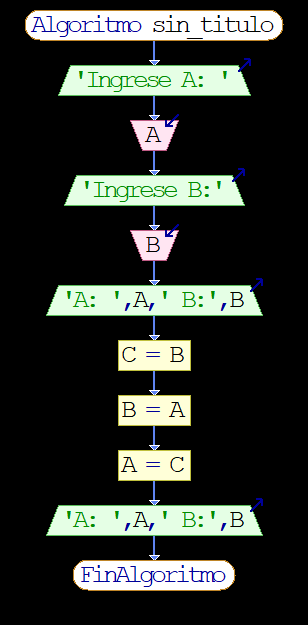 Algoritmo sin_titulo
'Ingrese A: '
A
'Ingrese B:'
B
'A: ',A,' B:',B
C = B
B = A
A = C
'A: ',A,' B:',B
FinAlgoritmo